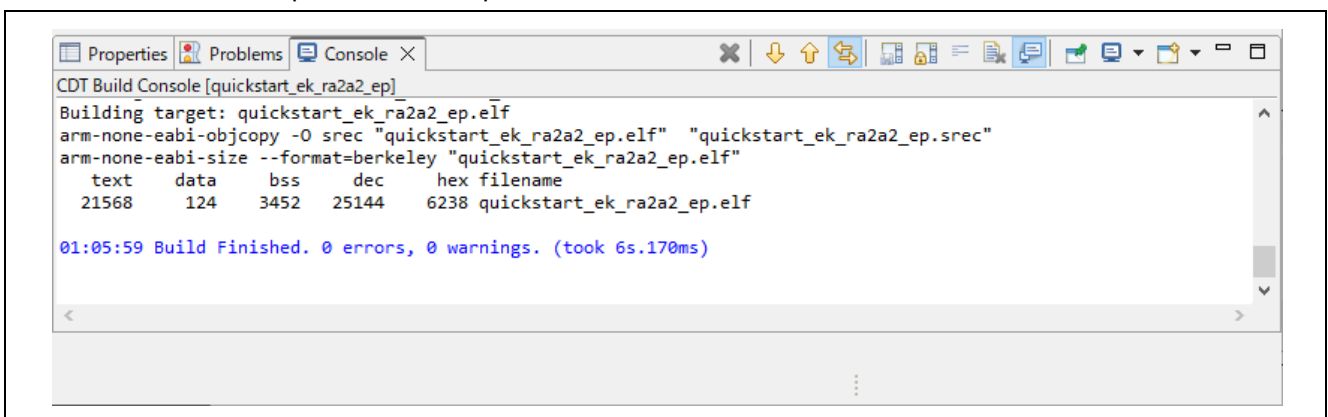 Properties Problems Console
CDT Build Console [quickstart_ek_ra2a2_ep]
Building target: quickstart_ek_ra2a2_ep.elf
arm-none-eabi-objcopy -O srec "quickstart_ek_ra2a2_ep.elf"  "quickstart_ek_ra2a2_ep.srec"
arm-none-eabi-size --format=berkeley "quickstart_ek_ra2a2_ep.elf"
   text    data     bss     dec     hex filename
  21568     124    3452   25144    6238 quickstart_ek_ra2a2_ep.elf
01:05:59 Build Finished. 0 errors, 0 warnings. (took 6s.170ms)